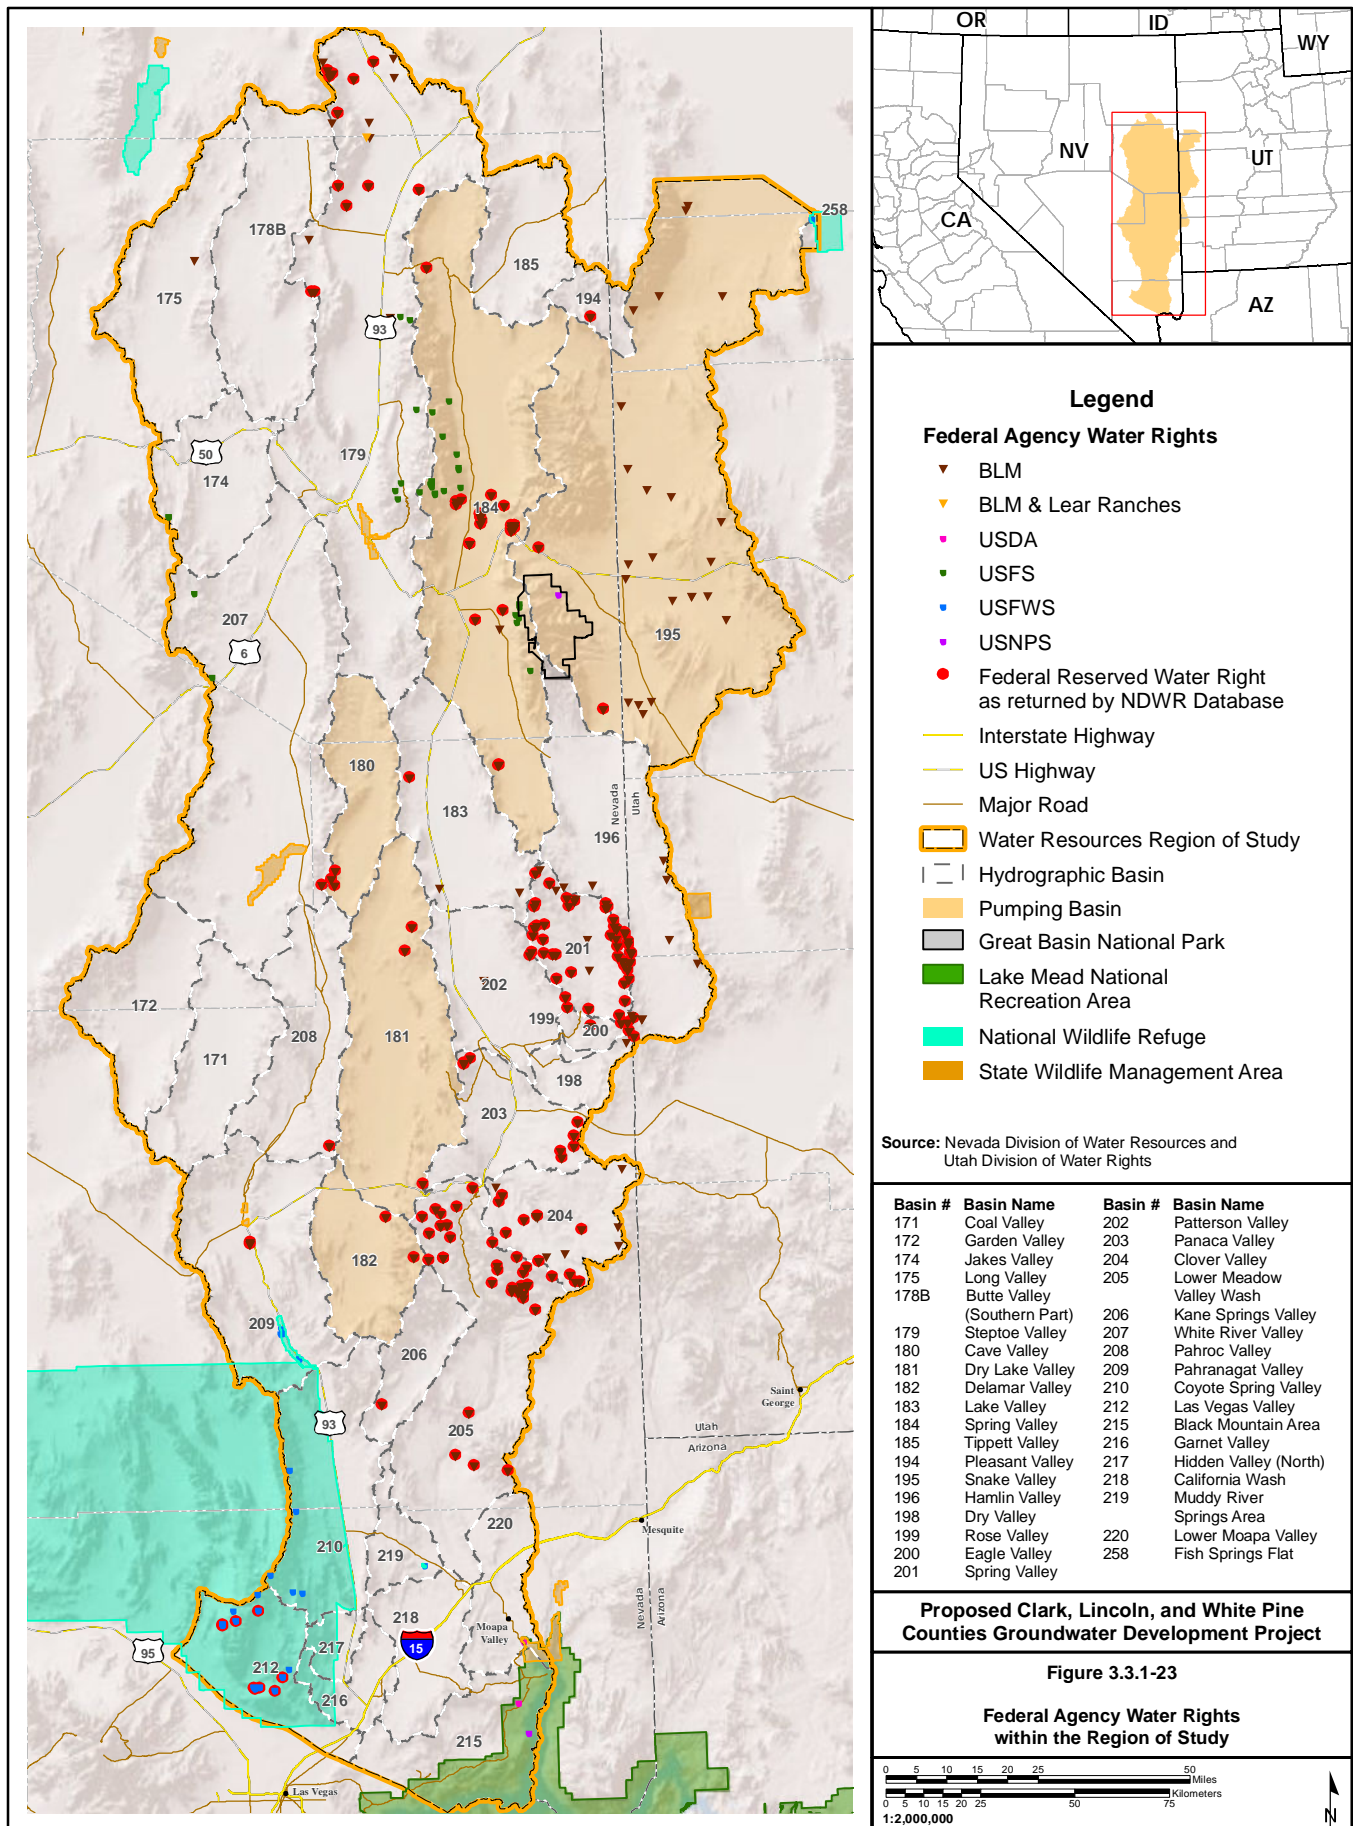 OR
ID
WY
NV
UT
CA
AZ
258
178B
185
175
194
93
50
174
179
184
207
6
195
180
183
Nevada
Utah
196
201
202
172
199
200
208
181
171
198
203
204
182
209
206
Saint
George
93
205
Utah
Arizona
220
Mesquite
210
219
Nevada
Arizona
218
Moapa
Valley
217
15
95
212
216
215
Las Vegas
Legend
Federal Agency Water Rights
BLM
BLM & Lear Ranches
USDA
USFS
USFWS
USNPS
Federal Reserved Water Right
as returned by NDWR Database
Interstate Highway
US Highway
Major Road
Water Resources Region of Study
Hydrographic Basin
Pumping Basin
Great Basin National Park
Lake Mead National
Recreation Area
National Wildlife Refuge
State Wildlife Management Area
Source: Nevada Division of Water Resources and
Utah Division of Water Rights
Basin # Basin Name Basin # Basin Name
171 Coal Valley 202 Patterson Valley
172 Garden Valley 203 Panaca Valley
174 Jakes Valley 204 Clover Valley
175 Long Valley 205 Lower Meadow
178B Butte Valley Valley Wash
(Southern Part) 206 Kane Springs Valley
179 Steptoe Valley 207 White River Valley
180 Cave Valley 208 Pahroc Valley
181 Dry Lake Valley 209 Pahranagat Valley
182 Delamar Valley 210 Coyote Spring Valley
183 Lake Valley 212 Las Vegas Valley
184 Spring Valley 215 Black Mountain Area
185 Tippett Valley 216 Garnet Valley
194 Pleasant Valley 217 Hidden Valley (North)
195 Snake Valley 218 California Wash
196 Hamlin Valley 219 Muddy River
198 Dry Valley Springs Area
199 Rose Valley 220 Lower Moapa Valley
200 Eagle Valley 258 Fish Springs Flat
201 Spring Valley
Proposed Clark, Lincoln, and White Pine
Counties Groundwater Development Project
Figure 3.3.1-23
Federal Agency Water Rights
within the Region of Study
0 5 10 15 20 25 50
Miles
Kilometers
0 5 10 15 20 25 50 75
1:2,000,000
N